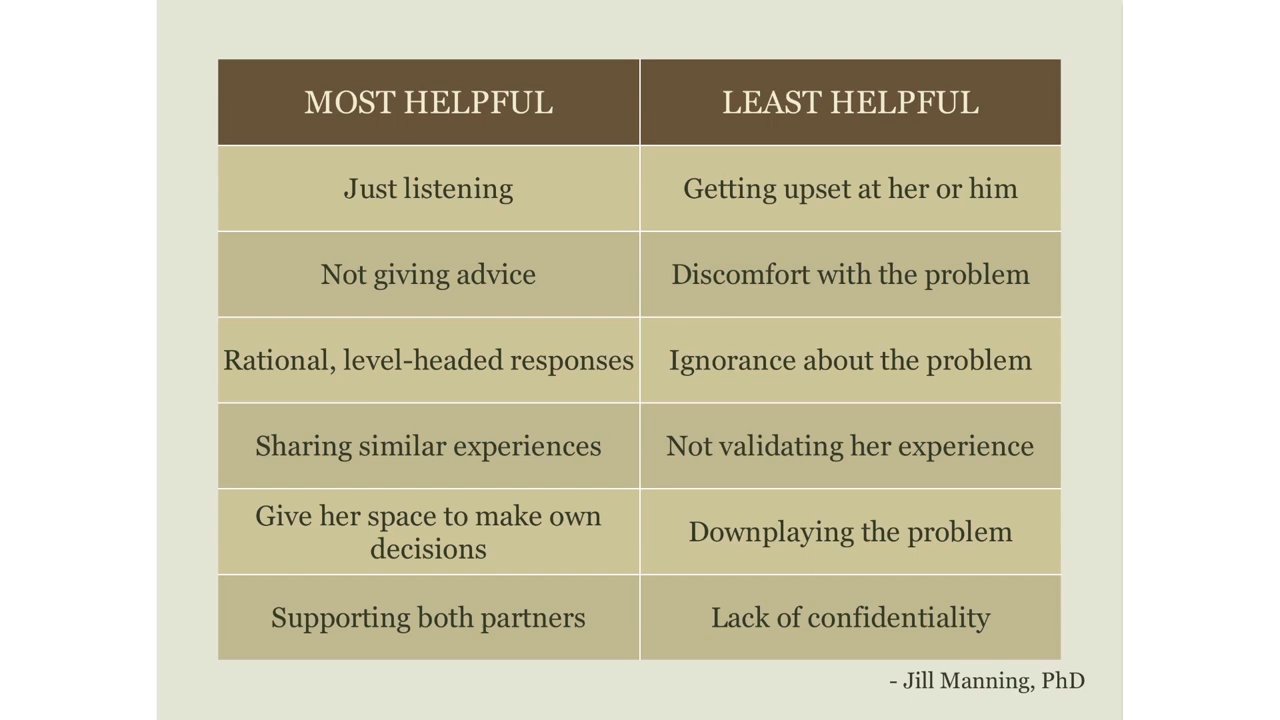 MOST HELPFUL
LEAST HELPFUL
Just listening
Getting upset at her or him
Not giving advice
Discomfort with the problem
Rational, level-headed responses
Ignorance about the problem
Sharing similar experiences
Not validating her experience
Give her space to make own
decisions
Downplaying the problem
Supporting both partners
Lack of confidentiality
- Jill Manning, PhD